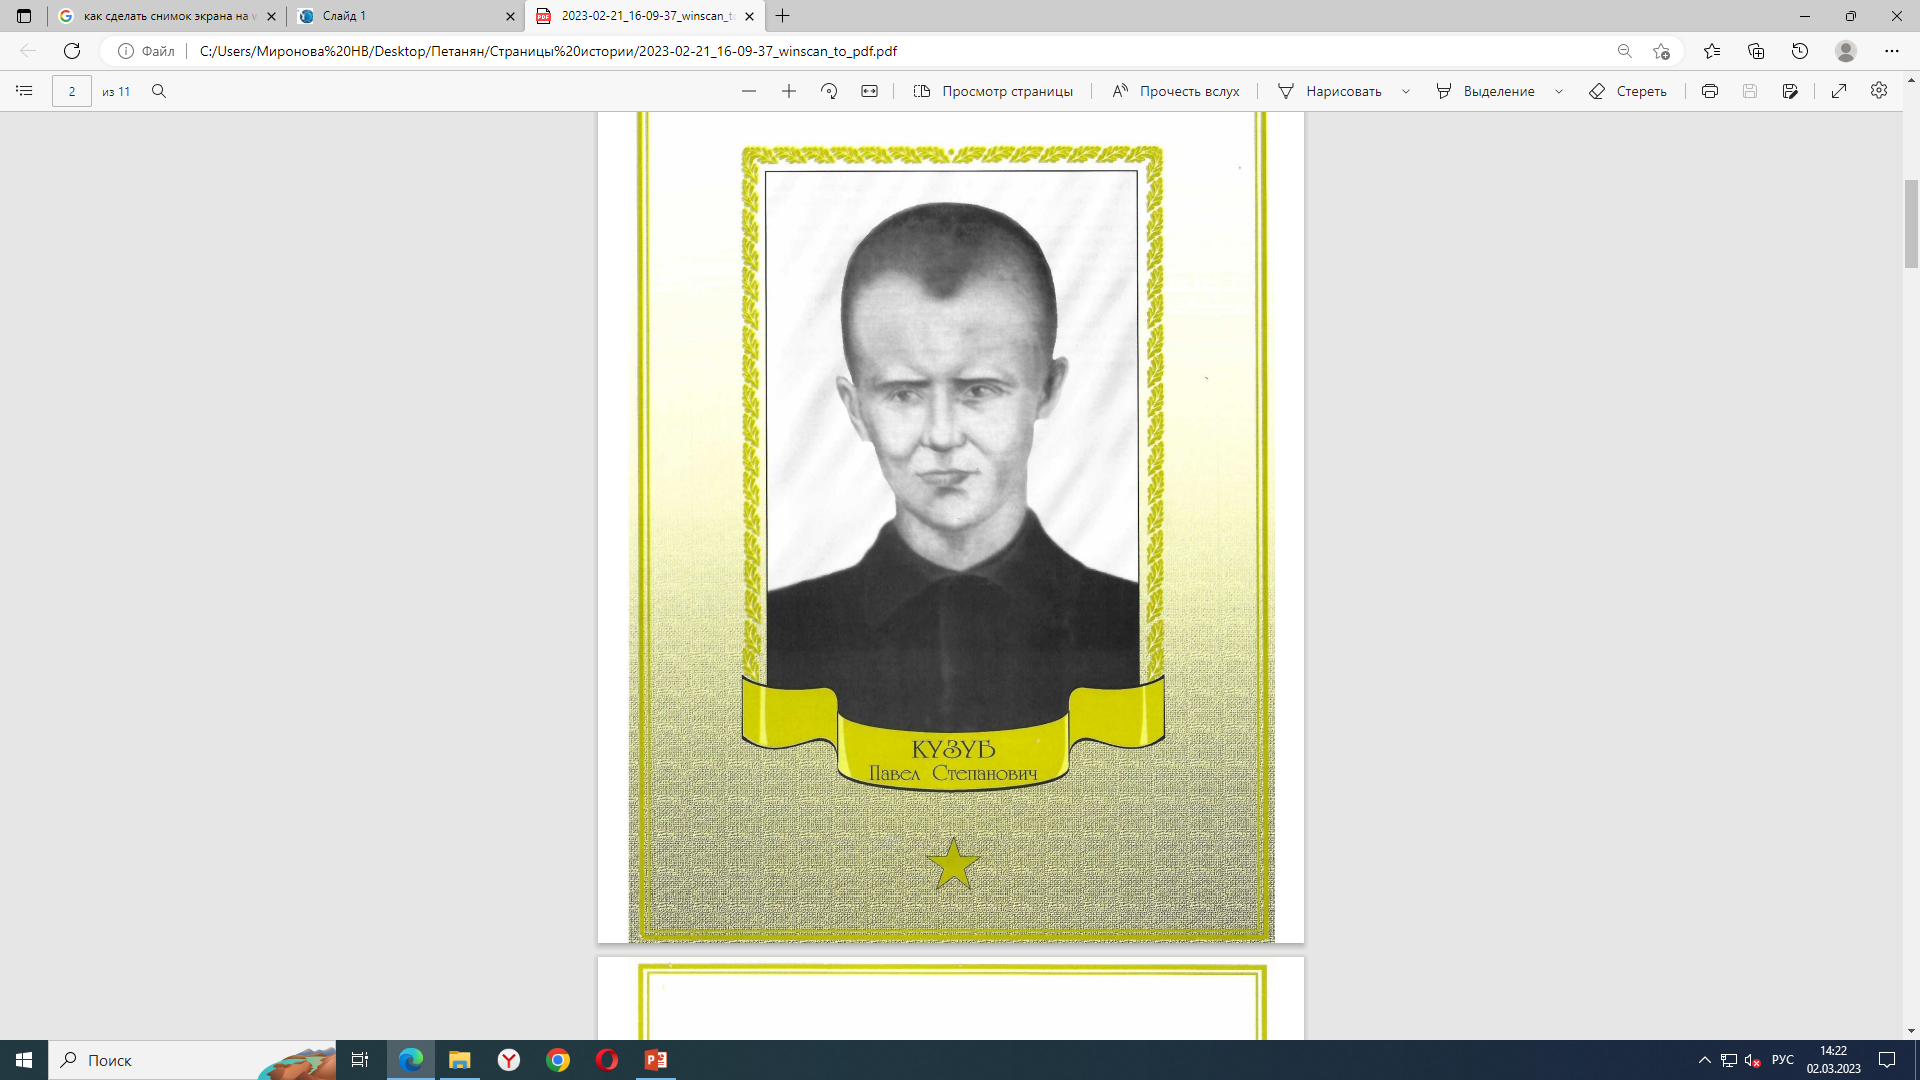 как сделать снимок экрана на w
Слайд 1
2023-02-21_16-09-37_winscan_to
Файл
C:/Users/Миронова%20НВ/Desktop/Петанян/Страницы%20истории/2023-02-21_16-09-37_winscan_to_pdf.pdf
2
из 11
Просмотр страницы
Прочесть вслух
Нарисовать
Выделение
Стереть
КУЗУБ
Павел Степанович
Поиск
РУС
14:22
02.03.2023